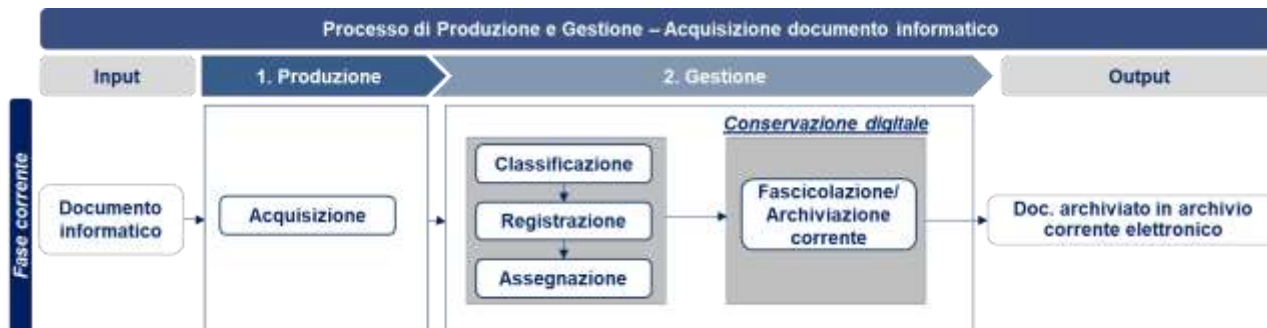 Processo di Produzione e Gestione – Acquisizione documento informatico
Input
1. Produzione
2. Gestione
Output
Fase corrente
Documento
informatico
Acquisizione
Classificazione
Registrazione
Assegnazione
Conservazione digitale
Fascicolazione/
Archiviazione
corrente
Doc. archiviato in archivio
corrente elettronico